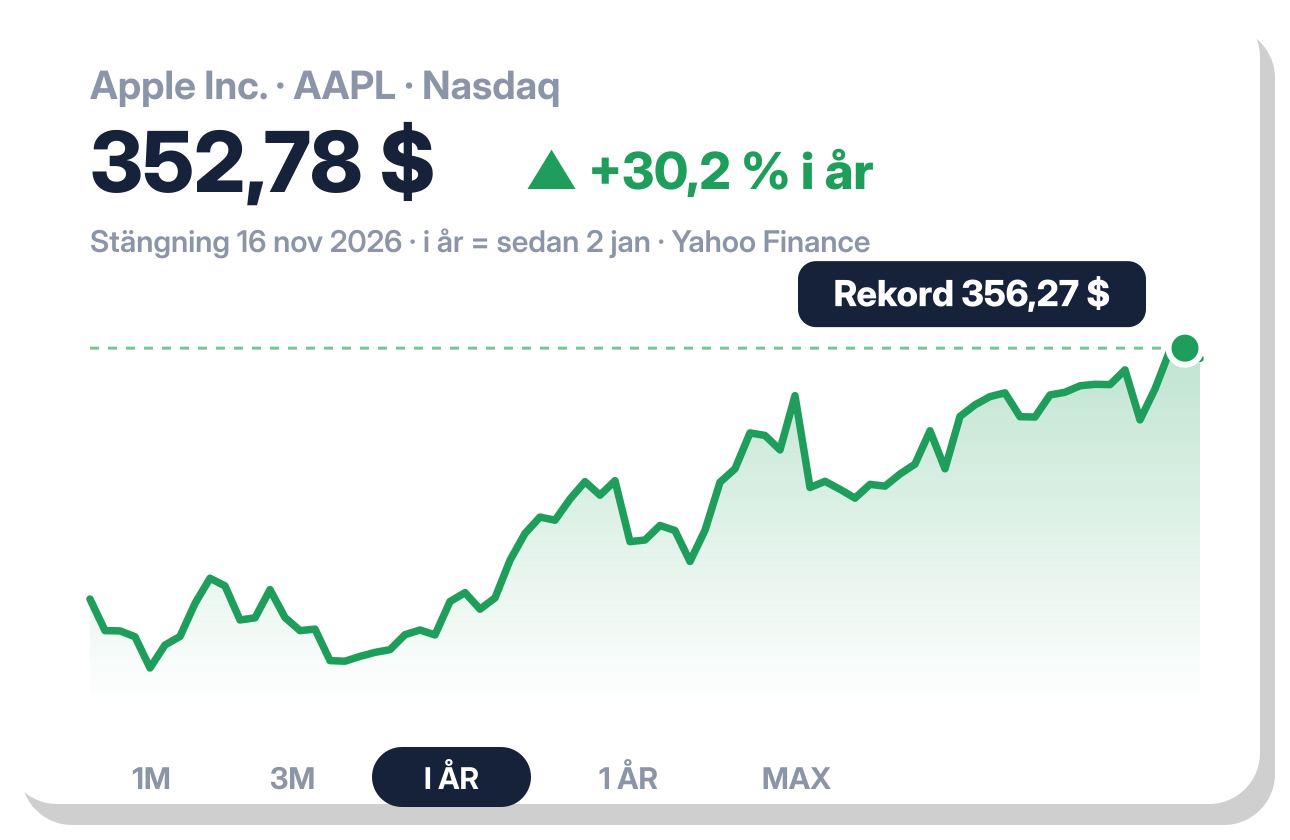 Apple Inc. · AAPL · Nasdaq
352,78 $ ▲ +30,2 % i år
Stängning 16 nov 2026 · i år = sedan 2 jan · Yahoo Finance
Rekord 356,27 $
1M 3M I ÅR 1 ÅR MAX